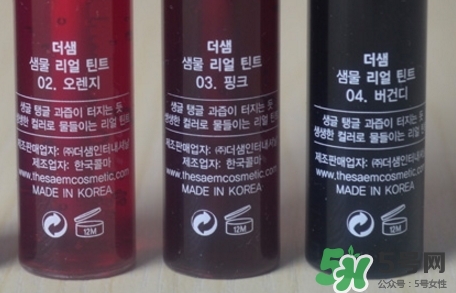 더샘
샘물 리얼 틴트
02. 오렌지
생글 탱글 과즙이 터지는 듯
생생한 컬러로 물들이는 리얼 틴트
제조판매업자: ㈜더샘인터내셔날
제조업자: 한국콜마
www.thesaemcosmetic.com
MADE IN KOREA
12M
더샘
샘물 리얼 틴트
03. 핑크
생글 탱글 과즙이 터지는 듯
생생한 컬러로 물들이는 리얼 틴트
제조판매업자: ㈜더샘인터내셔날
제조업자: 한국콜마
www.thesaemcosmetic.com
MADE IN KOREA
12M
더샘
샘물 리얼 틴트
04. 버건디
생글 탱글 과즙이 터지는 듯
생생한 컬러로 물들이는 리얼 틴트
제조판매업자: ㈜더샘인터내셔날
제조업자: 한국콜마
www.thesaemcosmetic.com
MADE IN KOREA
12M
5号网
公众号:5号女性